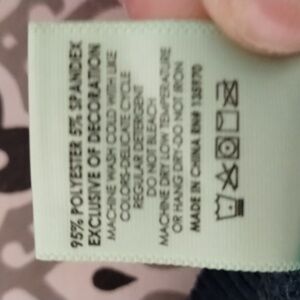 95% POLYESTER 5% SPANDEX
EXCLUSIVE OF DECORATION
MACHINE WASH COLD WITH LIKE
COLORS-DELICATE CYCLE
REGULAR DETERGENT
DO NOT BLEACH
MACHINE DRY LOW TEMPERATURE
OR HANG DRY-DO NOT IRON
MADE IN CHINA RN# 135970